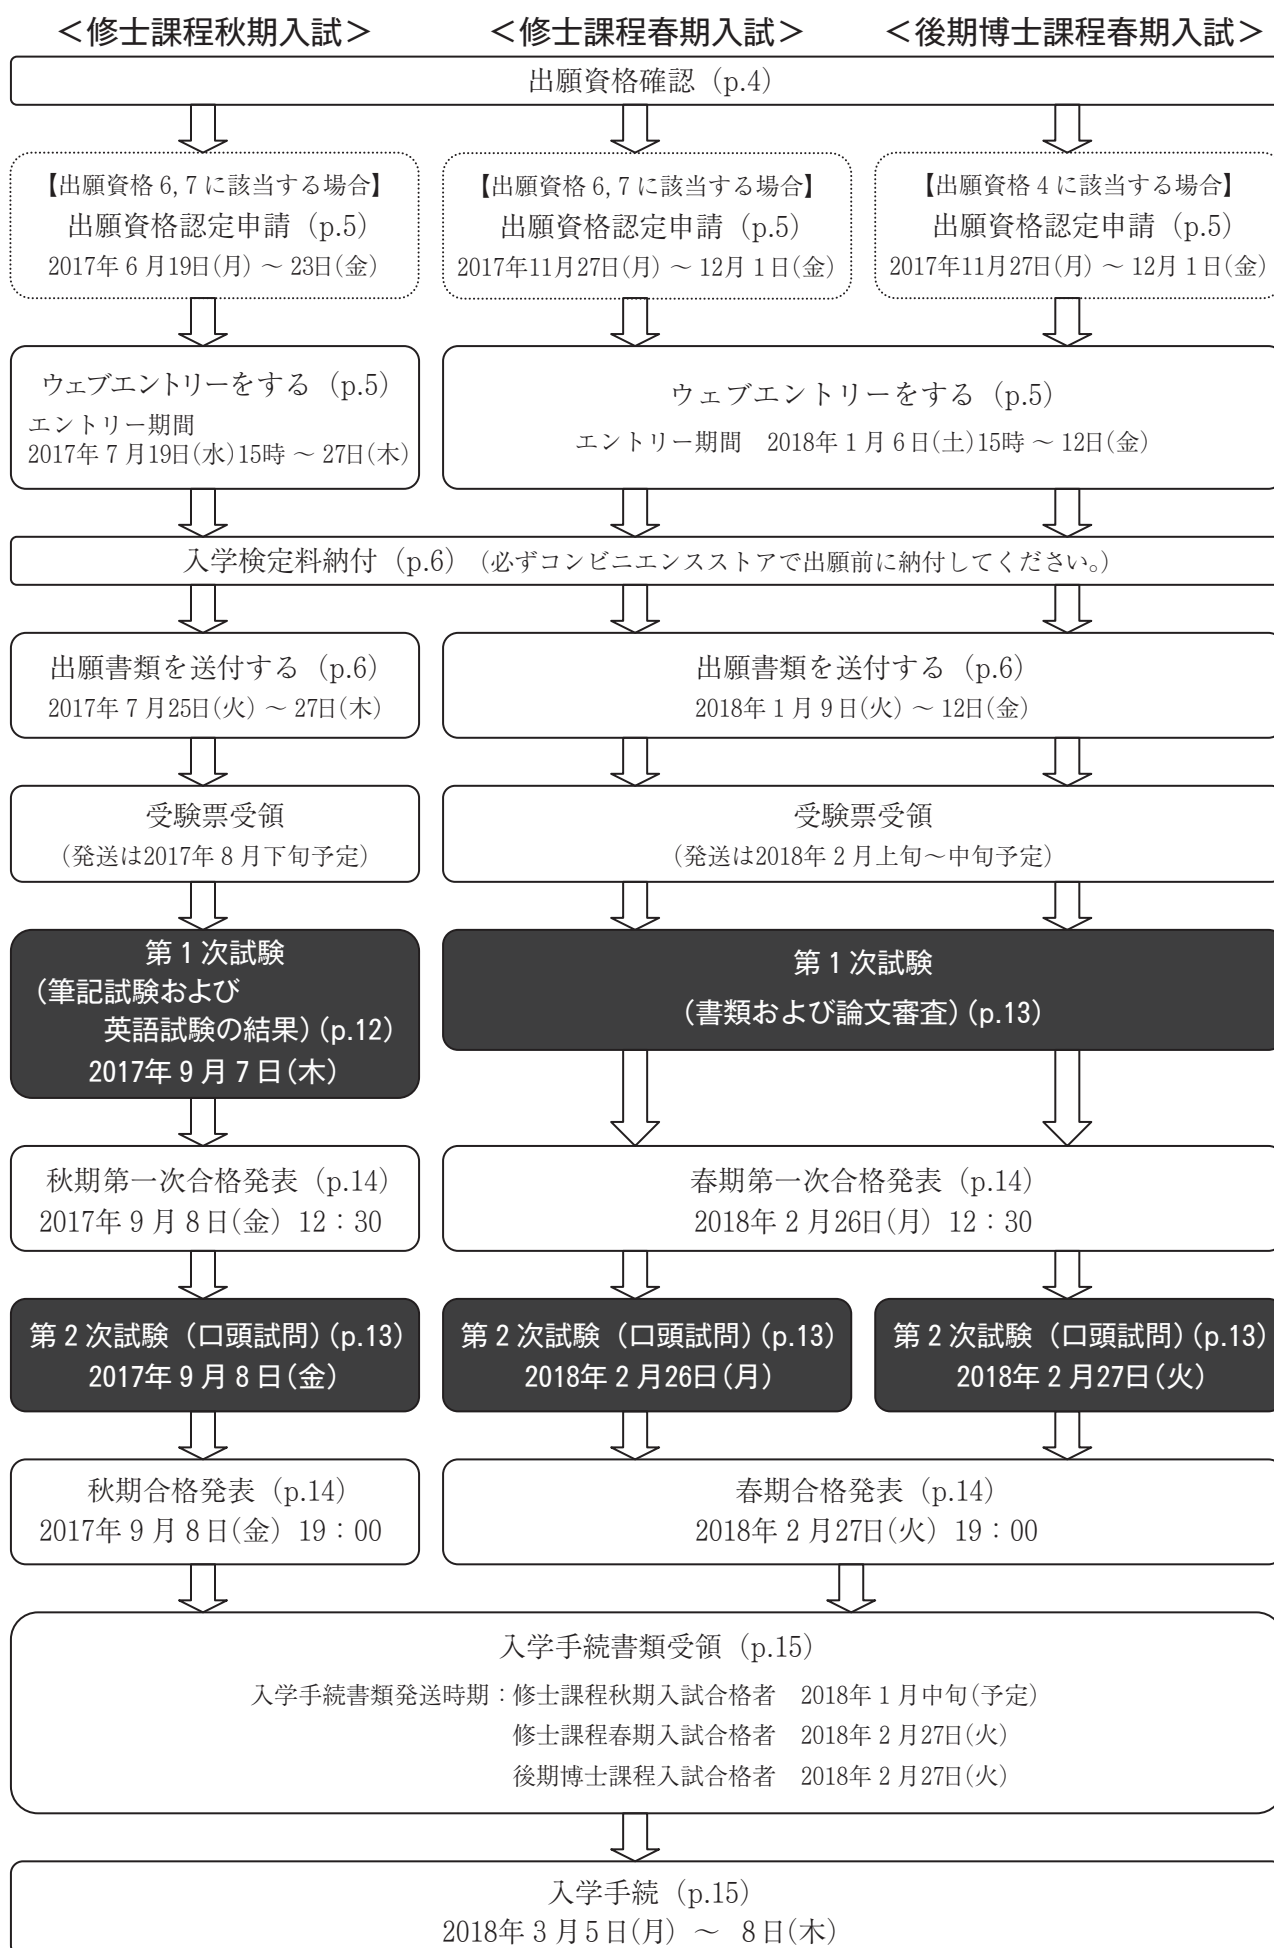 ＜修士課程秋期入試＞
＜修士課程春期入試＞
＜後期博士課程春期入試＞
出願資格確認（p.4）
【出願資格 6, 7 に該当する場合】
出願資格認定申請（p.5）
2017年 6 月19日(月) ～ 23日(金)
【出願資格 6, 7 に該当する場合】
出願資格認定申請（p.5）
2017年11月27日(月) ～ 12月 1 日(金)
【出願資格 4 に該当する場合】
出願資格認定申請（p.5）
2017年11月27日(月) ～ 12月 1 日(金)
ウェブエントリーをする（p.5）
エントリー期間
2017年 7 月19日(水)15時 ～ 27日(木)
ウェブエントリーをする（p.5）
エントリー期間　2018年 1 月 6 日(土)15時 ～ 12日(金)
入学検定料納付（p.6）（必ずコンビニエンスストアで出願前に納付してください。）
出願書類を送付する（p.6）
2017年 7 月25日(火) ～ 27日(木)
出願書類を送付する（p.6）
2018年 1 月 9 日(火) ～ 12日(金)
受験票受領
（発送は2017年 8 月下旬予定）
受験票受領
（発送は2018年 2 月上旬～中旬予定）
第 1 次試験
（筆記試験および
英語試験の結果）(p.12)
2017年 9 月 7 日(木)
第 1 次試験
（書類および論文審査）(p.13)
秋期第一次合格発表（p.14）
2017年 9 月 8 日(金) 12：30
春期第一次合格発表（p.14）
2018年 2 月26日(月) 12：30
第 2 次試験（口頭試問）(p.13)
2017年 9 月 8 日(金)
第 2 次試験（口頭試問）(p.13)
2018年 2 月26日(月)
第 2 次試験（口頭試問）(p.13)
2018年 2 月27日(火)
秋期合格発表（p.14）
2017年 9 月 8 日(金) 19：00
春期合格発表（p.14）
2018年 2 月27日(火) 19：00
入学手続書類受領（p.15）
入学手続書類発送時期：修士課程秋期入試合格者　2018年 1 月中旬(予定)
修士課程春期入試合格者　2018年 2 月27日(火)
後期博士課程入試合格者　2018年 2 月27日(火)
入学手続（p.15）
2018年 3 月 5 日(月) ～ 8日(木)